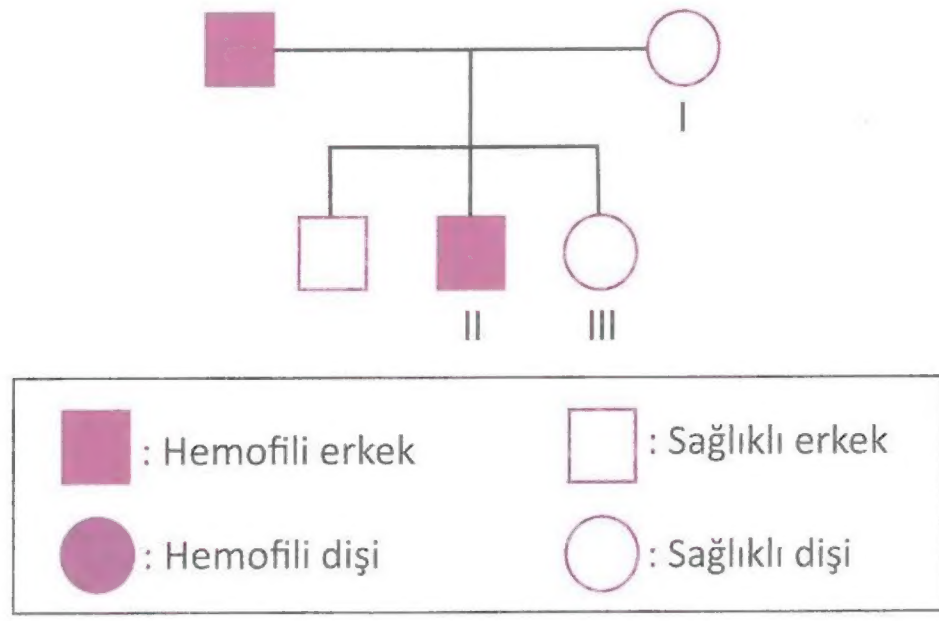 I
II III
: Hemofili erkek : Sağlıklı erkek
: Hemofili dişi : Sağlıklı dişi